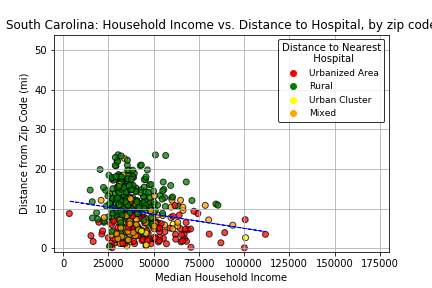 South Carolina: Household Income vs. Distance to Hospital, by zip code
Distance to Nearest
Hospital
Urbanized Area
Rural
Urban Cluster
Mixed
Distance from Zip Code (mi)
50
40
30
20
10
0
0
25000
50000
75000
100000
125000
150000
175000
Median Household Income